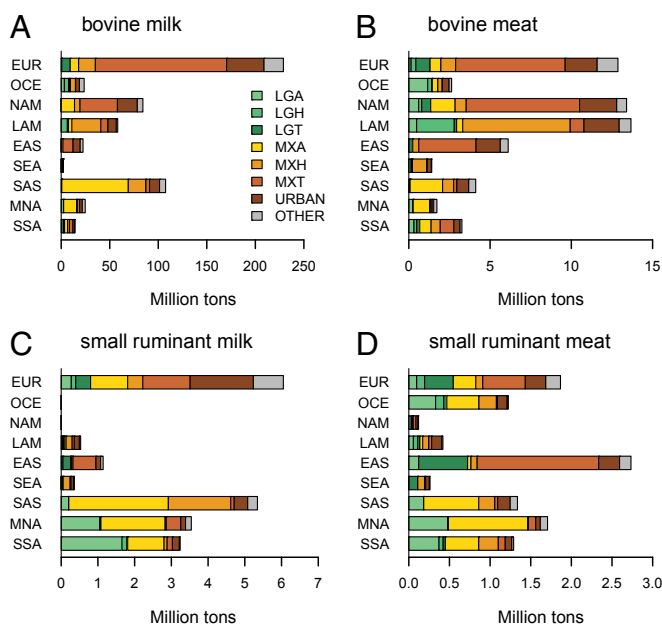 A bovine milk
EUR
OCE
NAM
LAM
EAS
SEA
SAS
MNA
SSA
LGA
LGH
LGT
MXA
MXH
MXT
URBAN
OTHER
0 50 100 150 200 250
Million tons
B bovine meat
EUR
OCE
NAM
LAM
EAS
SEA
SAS
MNA
SSA
0 5 10 15
Million tons
C small ruminant milk
EUR
OCE
NAM
LAM
EAS
SEA
SAS
MNA
SSA
0 1 2 3 4 5 6 7
Million tons
D small ruminant meat
EUR
OCE
NAM
LAM
EAS
SEA
SAS
MNA
SSA
0.0 0.5 1.0 1.5 2.0 2.5 3.0
Million tons